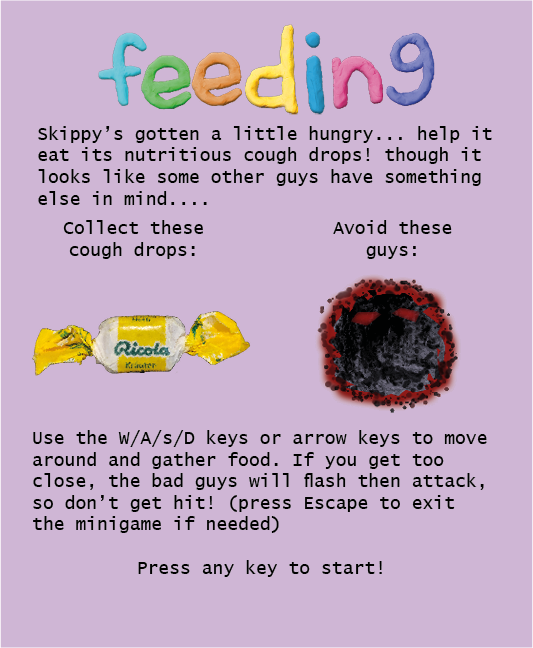 feeding
Skippy’s gotten a little hungry... help it
eat its nutritious cough drops! though it
looks like some other guys have something
else in mind....
Collect these
cough drops:
Avoid these
guys:
Ricola
Kräuter
Use the W/A/s/D keys or arrow keys to move
around and gather food. If you get too
close, the bad guys will flash then attack,
so don’t get hit! (press Escape to exit
the minigame if needed)
Press any key to start!